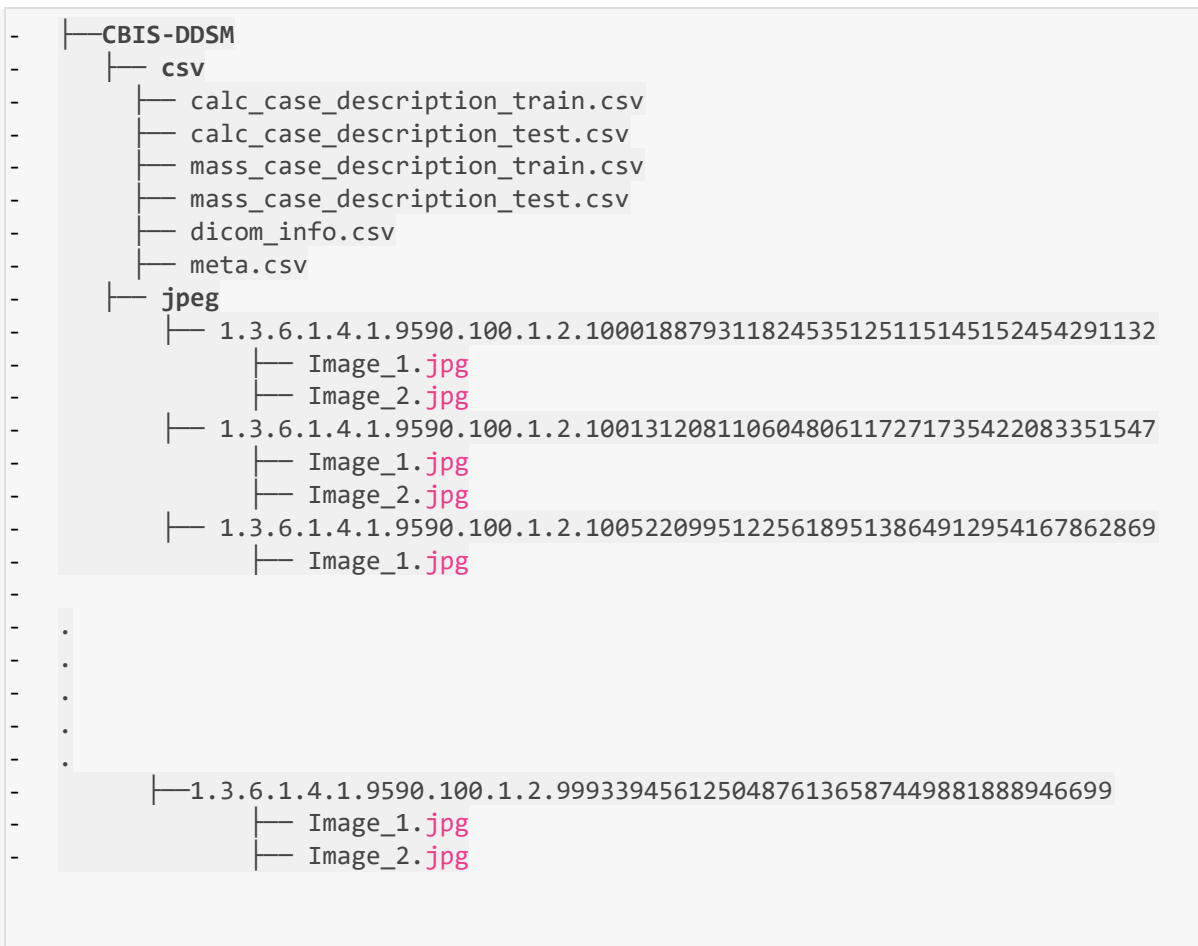 - ├──CBIS-DDSM
- ├── csv
- ├── calc_case_description_train.csv
- ├── calc_case_description_test.csv
- ├── mass_case_description_train.csv
- ├── mass_case_description_test.csv
- ├── dicom_info.csv
- ├── meta.csv
- ├── jpeg
- ├── 1.3.6.1.4.1.9590.100.1.2.100018879311824535125115145152454291132
- ├── Image_1.jpg
- ├── Image_2.jpg
- ├── 1.3.6.1.4.1.9590.100.1.2.100131208110604806117271735422083351547
- ├── Image_1.jpg
- ├── Image_2.jpg
- ├── 1.3.6.1.4.1.9590.100.1.2.100522099512256189513864912954167862869
- ├── Image_1.jpg
-
- .
- .
- .
- .
- .
- ├──1.3.6.1.4.1.9590.100.1.2.999339456125048761365874499881888946699
- ├── Image_1.jpg
- ├── Image_2.jpg